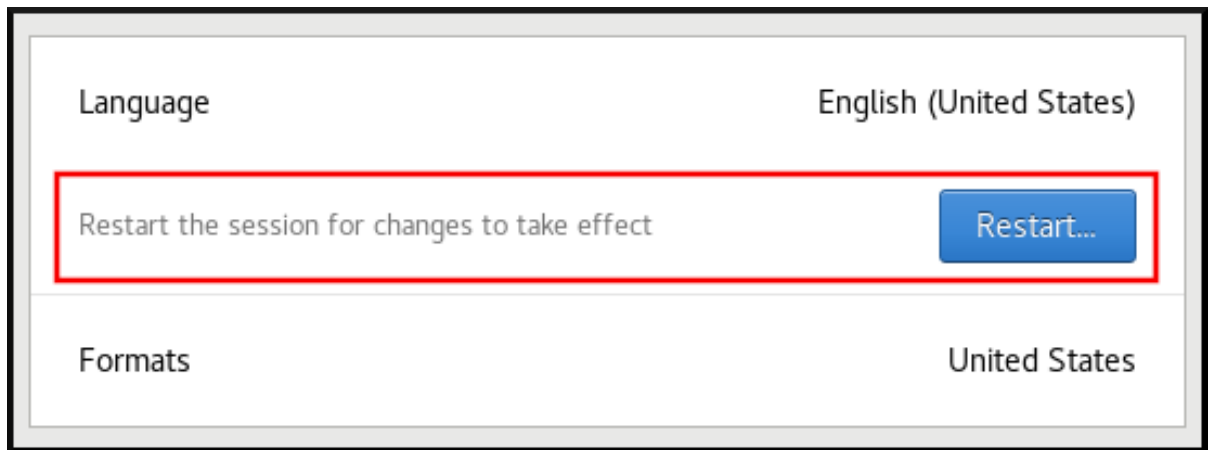 Language English (United States)
Restart the session for changes to take effect Restart...
Formats United States